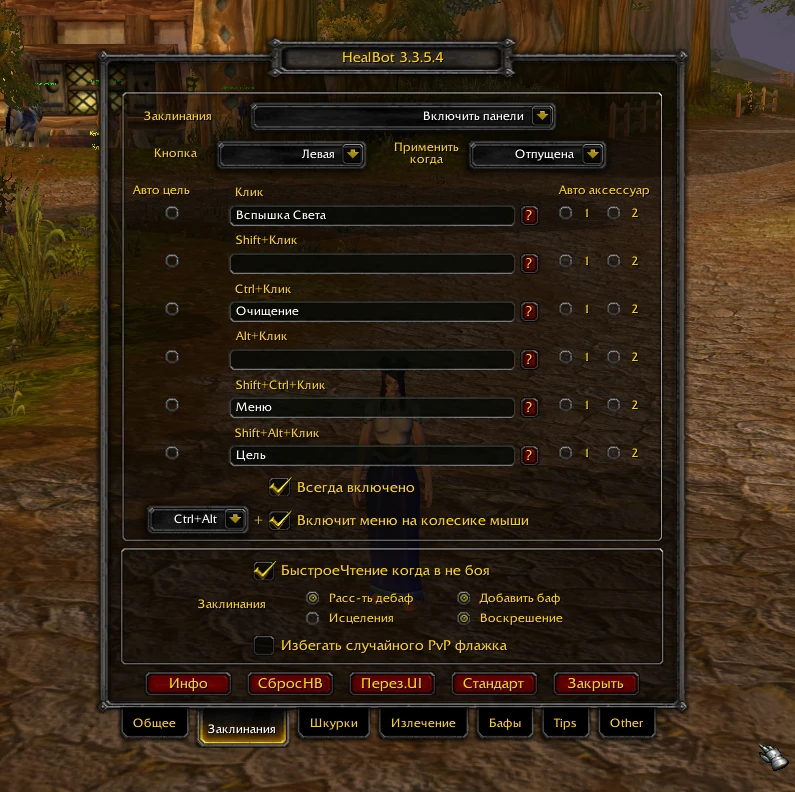 HealBot 3.3.5.4
Заклинания
Включить панели
Кнопка
Левая
Применить
когда
Отпущена
Авто цель
Клик
Авто аксессуар
Вспышка Света
?
1
2
Shift+Клик
?
1
2
Ctrl+Клик
Очищение
?
1
2
Alt+Клик
?
1
2
Shift+Ctrl+Клик
Меню
?
1
2
Shift+Alt+Клик
Цель
?
1
2
Всегда включено
Ctrl+Alt
+
Включит меню на колесике мыши
БыстроеЧтение когда в не боя
Заклинания
Расс-ть дебаф
Добавить баф
Исцеления
Воскрешение
Избегать случайного PvP флажка
Инфо
СбросHB
Перез.UI
Стандарт
Закрыть
Общее
Заклинания
Шкурки
Излечение
Бафы
Tips
Other